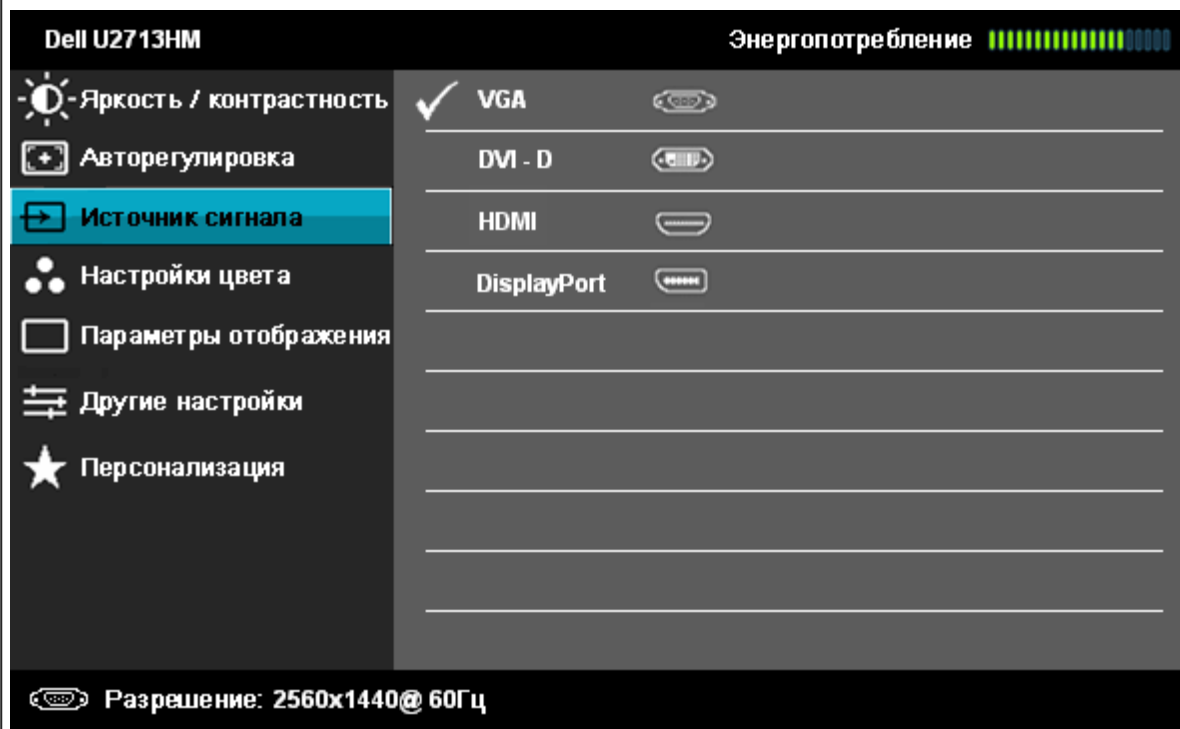 Dell U2713HM
Энергопотребление
Яркость / контрастность
VGA
Авторегулировка
DVI - D
Источник сигнала
HDMI
Настройки цвета
DisplayPort
Параметры отображения
Другие настройки
Персонализация
Разрешение: 2560x1440@ 60Гц